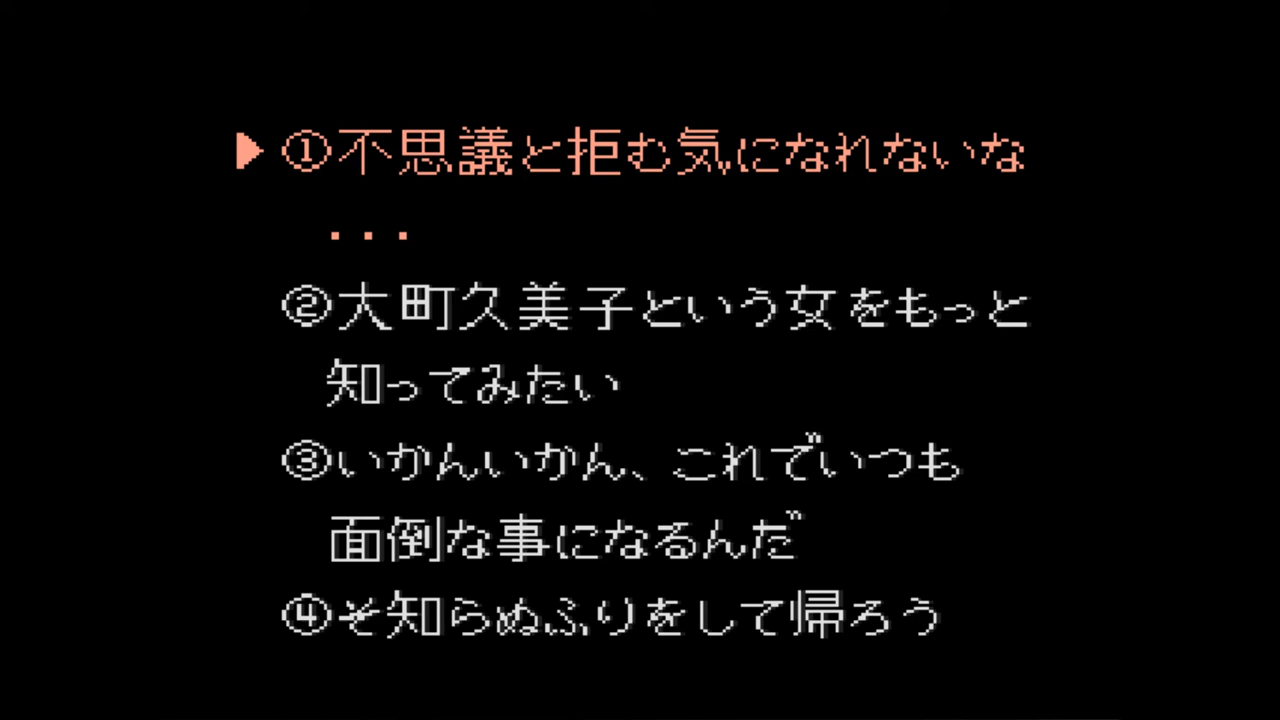 ▶①不思議と拒む気になれないな
...
②大町久美子という女をもっと
知ってみたい
③いかんいかん、これでいつも
面倒な事になるんだ
④そ知らぬふりをして帰ろう